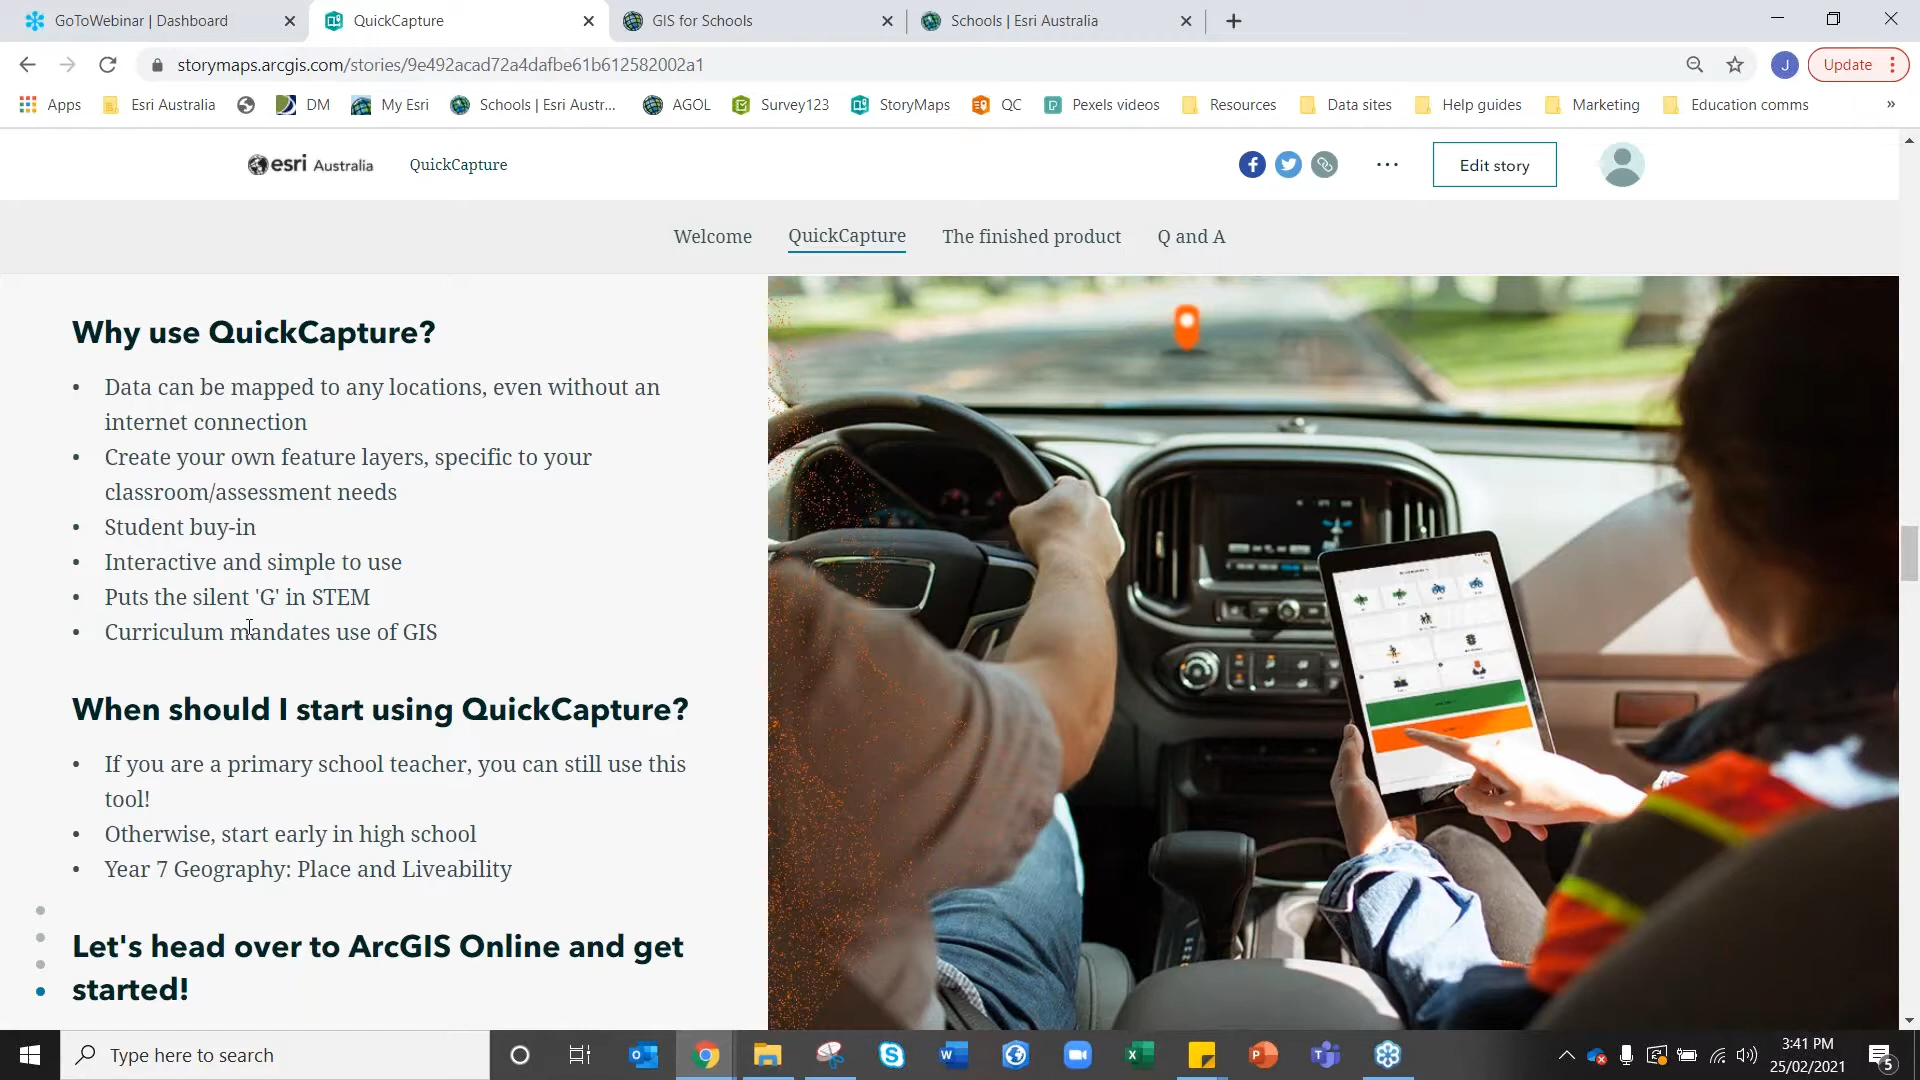 GoToWebinar | Dashboard
QuickCapture
GIS for Schools
Schools | Esri Australia
storymaps.arcgis.com/stories/9e492acad72a4dafbe61b612582002a1
J
Update
Apps
Esri Australia
DM
My Esri
Schools | Esri Austr...
AGOL
Survey123
StoryMaps
QC
Pexels videos
Resources
Data sites
Help guides
Marketing
Education comms
»
esri Australia
QuickCapture
Edit story
Welcome
QuickCapture
The finished product
Q and A
Why use QuickCapture?
• Data can be mapped to any locations, even without an
internet connection
• Create your own feature layers, specific to your
classroom/assessment needs
• Student buy-in
• Interactive and simple to use
• Puts the silent 'G' in STEM
• Curriculum mandates use of GIS
When should I start using QuickCapture?
• If you are a primary school teacher, you can still use this
tool!
• Otherwise, start early in high school
• Year 7 Geography: Place and Liveability
Let's head over to ArcGIS Online and get
started!
Type here to search
3:41 PM
25/02/2021
5